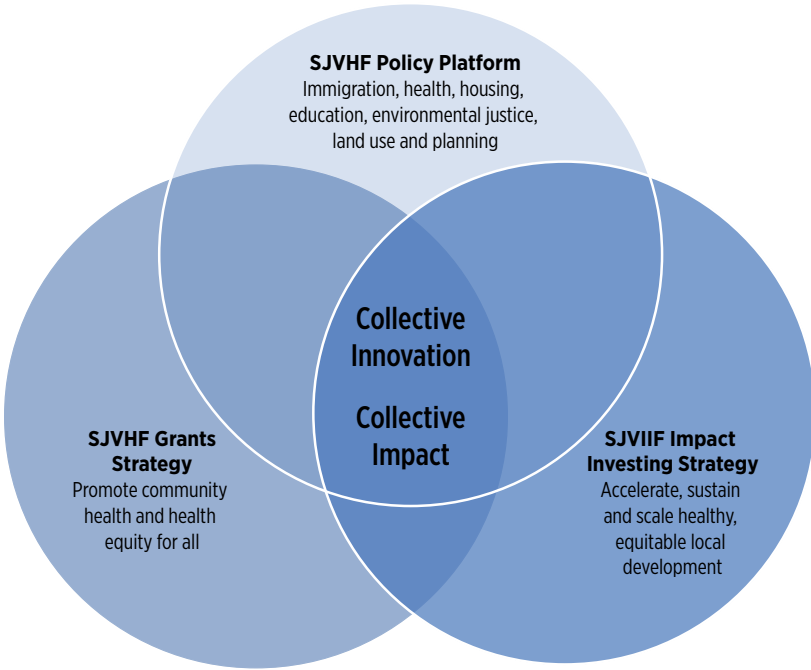 SJVHF Policy Platform
Immigration, health, housing,
education, environmental justice,
land use and planning
Collective
Innovation
Collective
Impact
SJVHF Grants
Strategy
Promote community
health and health
equity for all
SJVIIF Impact
Investing Strategy
Accelerate, sustain
and scale healthy,
equitable local
development